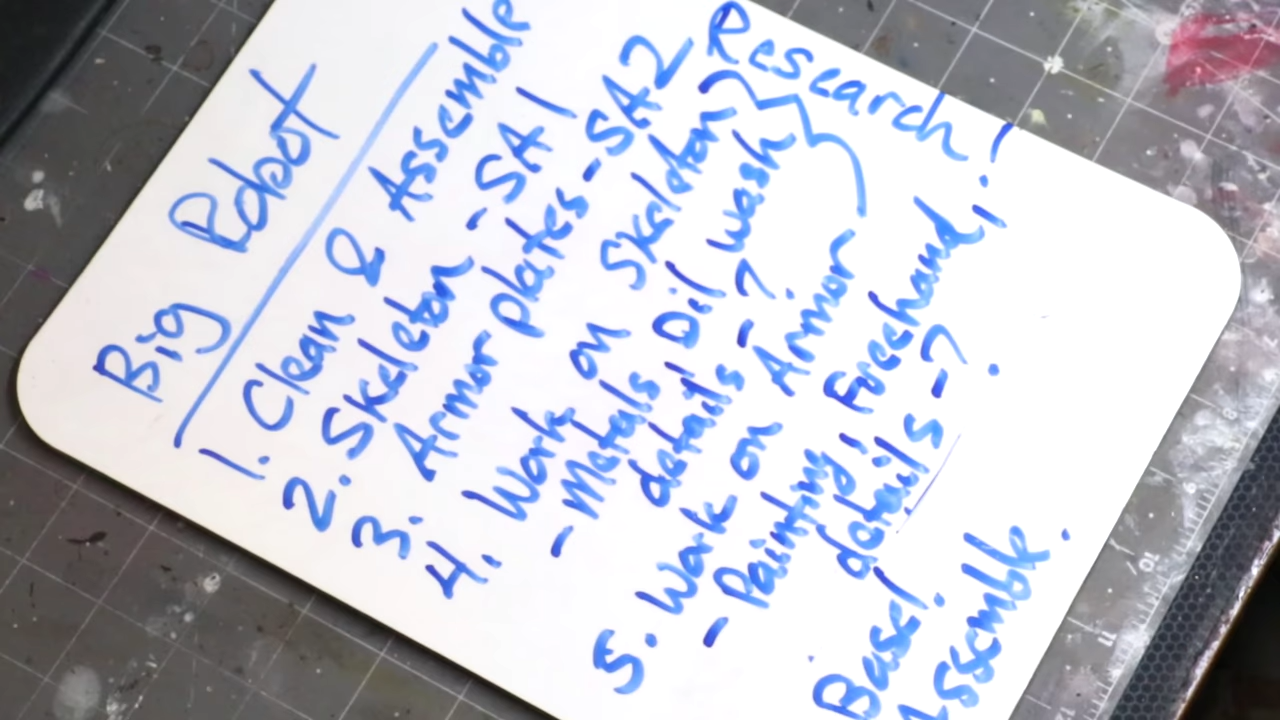 Big Robot
1. Clean & Assemble
2. Skeleton - SA1
3. Armor plates - SA2
4. Work on Skeleton
- Metals, Oil wash
details - ?
Research!
5. Work on Armor
- Painting, Freehand,
details - ?
Base!
Assemble.